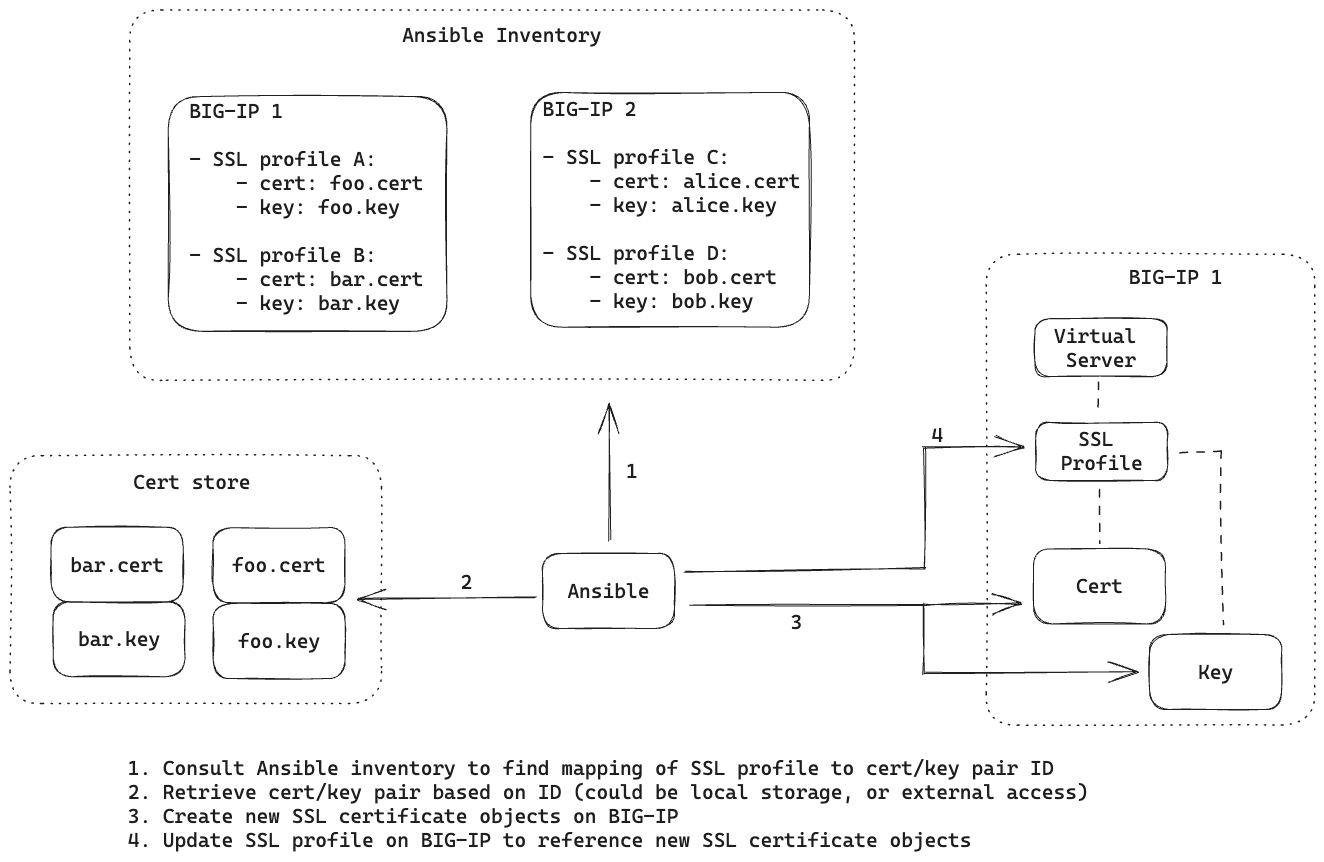 Ansible Inventory
BIG-IP 1
- SSL profile A:
- cert: foo.cert
- key: foo.key
- SSL profile B:
- cert: bar.cert
- key: bar.key
BIG-IP 2
- SSL profile C:
- cert: alice.cert
- key: alice.key
- SSL profile D:
- cert: bob.cert
- key: bob.key
BIG-IP 1
Virtual
Server
SSL
Profile
Cert
Key
4
1
Cert store
bar.cert
foo.cert
bar.key
foo.key
2
Ansible
3
1. Consult Ansible inventory to find mapping of SSL profile to cert/key pair ID
2. Retrieve cert/key pair based on ID (could be local storage, or external access)
3. Create new SSL certificate objects on BIG-IP
4. Update SSL profile on BIG-IP to reference new SSL certificate objects